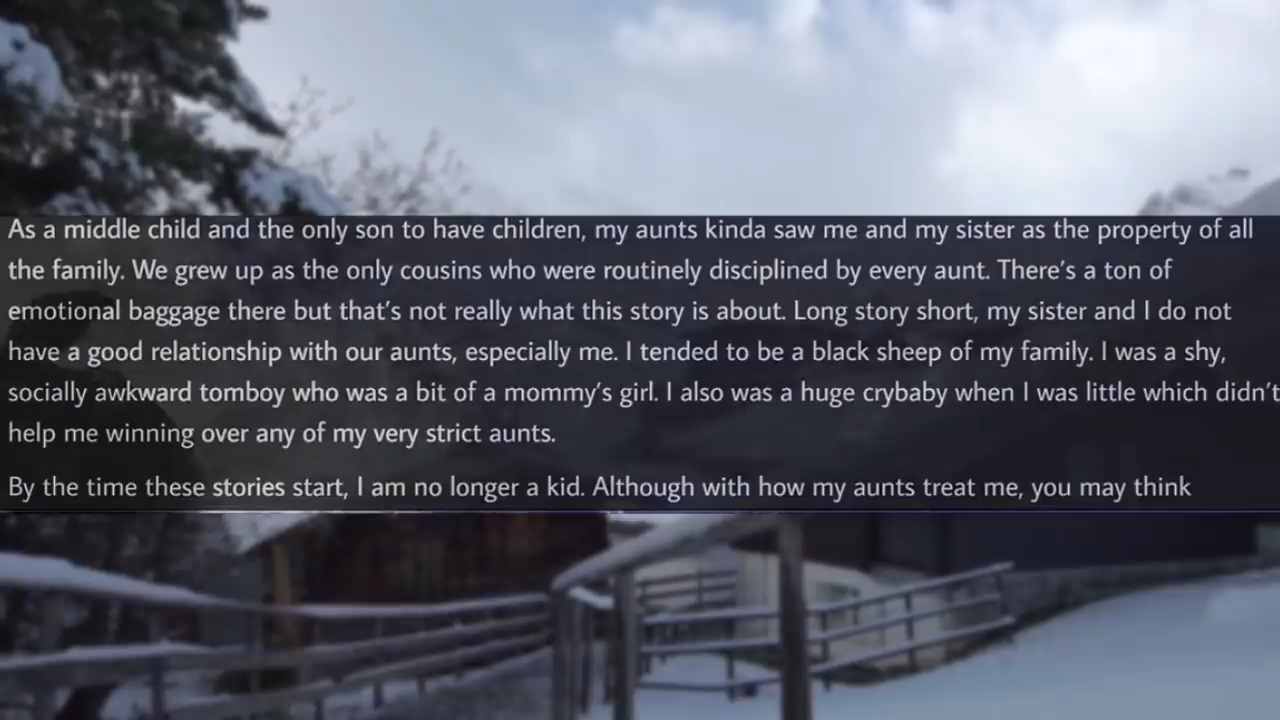 As a middle child and the only son to have children, my aunts kinda saw me and my sister as the property of all
the family. We grew up as the only cousins who were routinely disciplined by every aunt. There's a ton of
emotional baggage there but that's not really what this story is about. Long story short, my sister and I do not
have a good relationship with our aunts, especially me. I tended to be a black sheep of my family. I was a shy,
socially awkward tomboy who was a bit of a mommy's girl. I also was a huge crybaby when I was little which didn't
help me winning over any of my very strict aunts.
By the time these stories start, I am no longer a kid. Although with how my aunts treat me, you may think